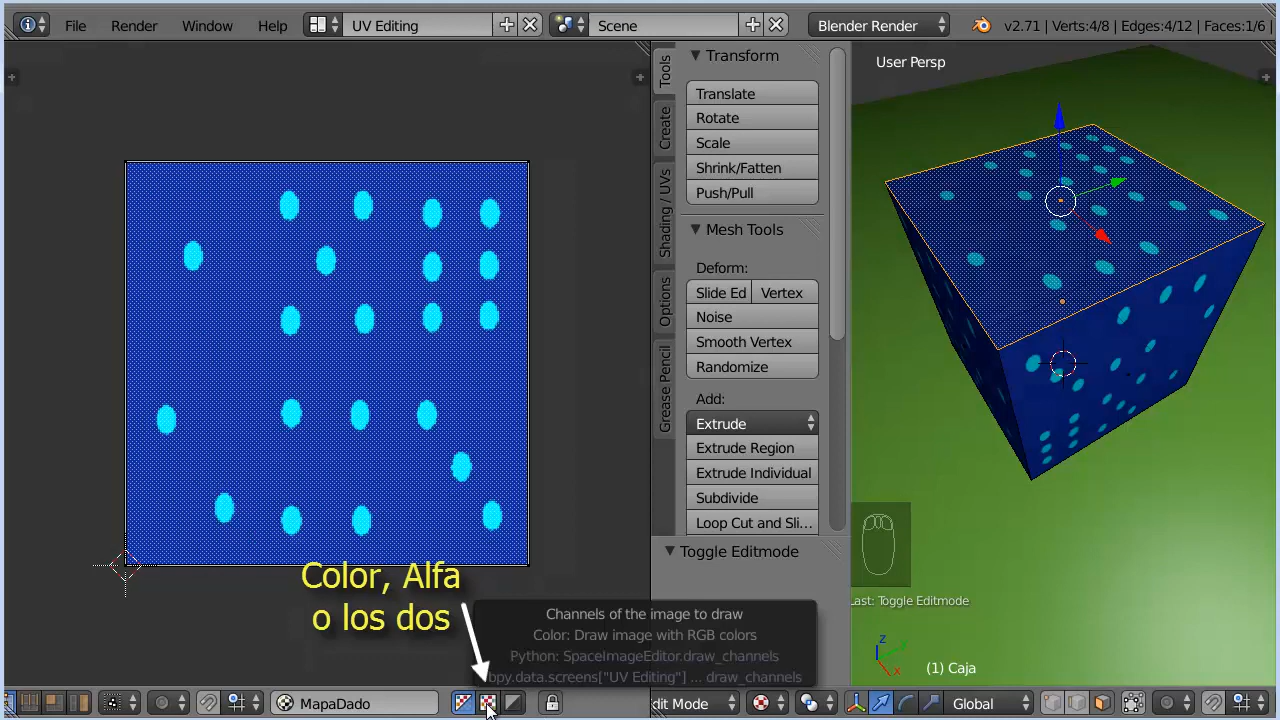 File Render Window Help UV Editing Scene Blender Render v2.71 | Verts:4/8 | Edges:4/12 | Faces:1/6 |
Tools
Create
Shading / UVs
Options
Grease Pencil
Transform
Translate
Rotate
Scale
Shrink/Fatten
Push/Pull
Mesh Tools
Deform:
Slide Ed Vertex
Noise
Smooth Vertex
Randomize
Add:
Extrude
Extrude Region
Extrude Individual
Subdivide
Loop Cut and Sli...
Toggle Editmode
User Persp
Last: Toggle Editmode
z
y
x
(1) Caja
Color, Alfa
o los dos
Channels of the image to draw
Color: Draw image with RGB colors
Python: SpaceImageEditor.draw_channels
bpy.data.screens["UV Editing"] ... draw_channels
MapaDado
dit Mode
Global